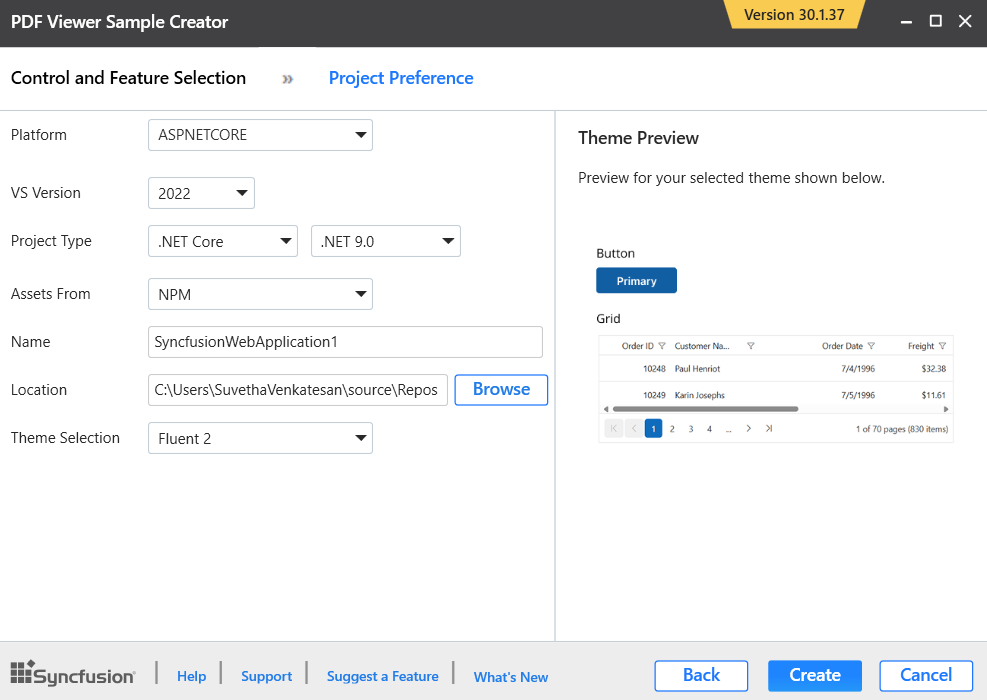 PDF Viewer Sample Creator
Version 30.1.37
Control and Feature Selection » Project Preference
Platform ASPNETCORE
VS Version 2022
Project Type .NET Core .NET 9.0
Assets From NPM
Name SyncfusionWebApplication1
Location C:\Users\SuvethaVenkatesan\source\Repos Browse
Theme Selection Fluent 2
Theme Preview
Preview for your selected theme shown below.
Button
Primary
Grid
Order ID Customer Na... Order Date Freight
10248 Paul Henriot 7/4/1996 $32.38
10249 Karin Josephs 7/5/1996 $11.61
1 2 3 4 ... 1 of 70 pages (830 items)
Syncfusion Help Support Suggest a Feature What's New
Back Create Cancel